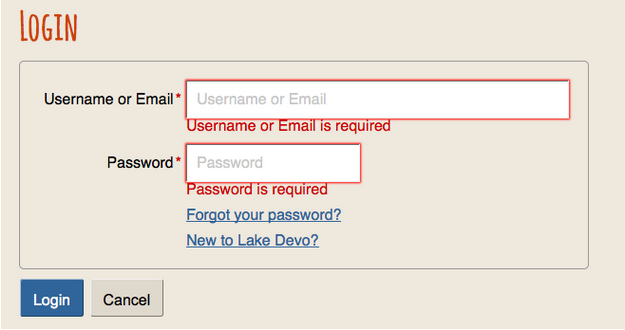 LOGIN
Username or Email* Username or Email
Username or Email is required
Password* Password
Password is required
Forgot your password?
New to Lake Devo?
Login Cancel